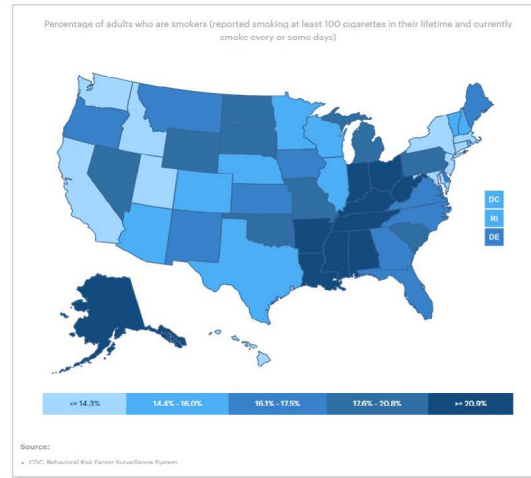 Percentage of adults who are smokers (reported smoking at least 100 cigarettes in their lifetime and currently
smoke every or some days)
DC
RI
DE
<= 14.3% 14.4% - 16.0% 16.1% - 17.5% 17.6% - 20.8% >= 20.9%
Source:
• CDC, Behavioral Risk Factor Surveillance System